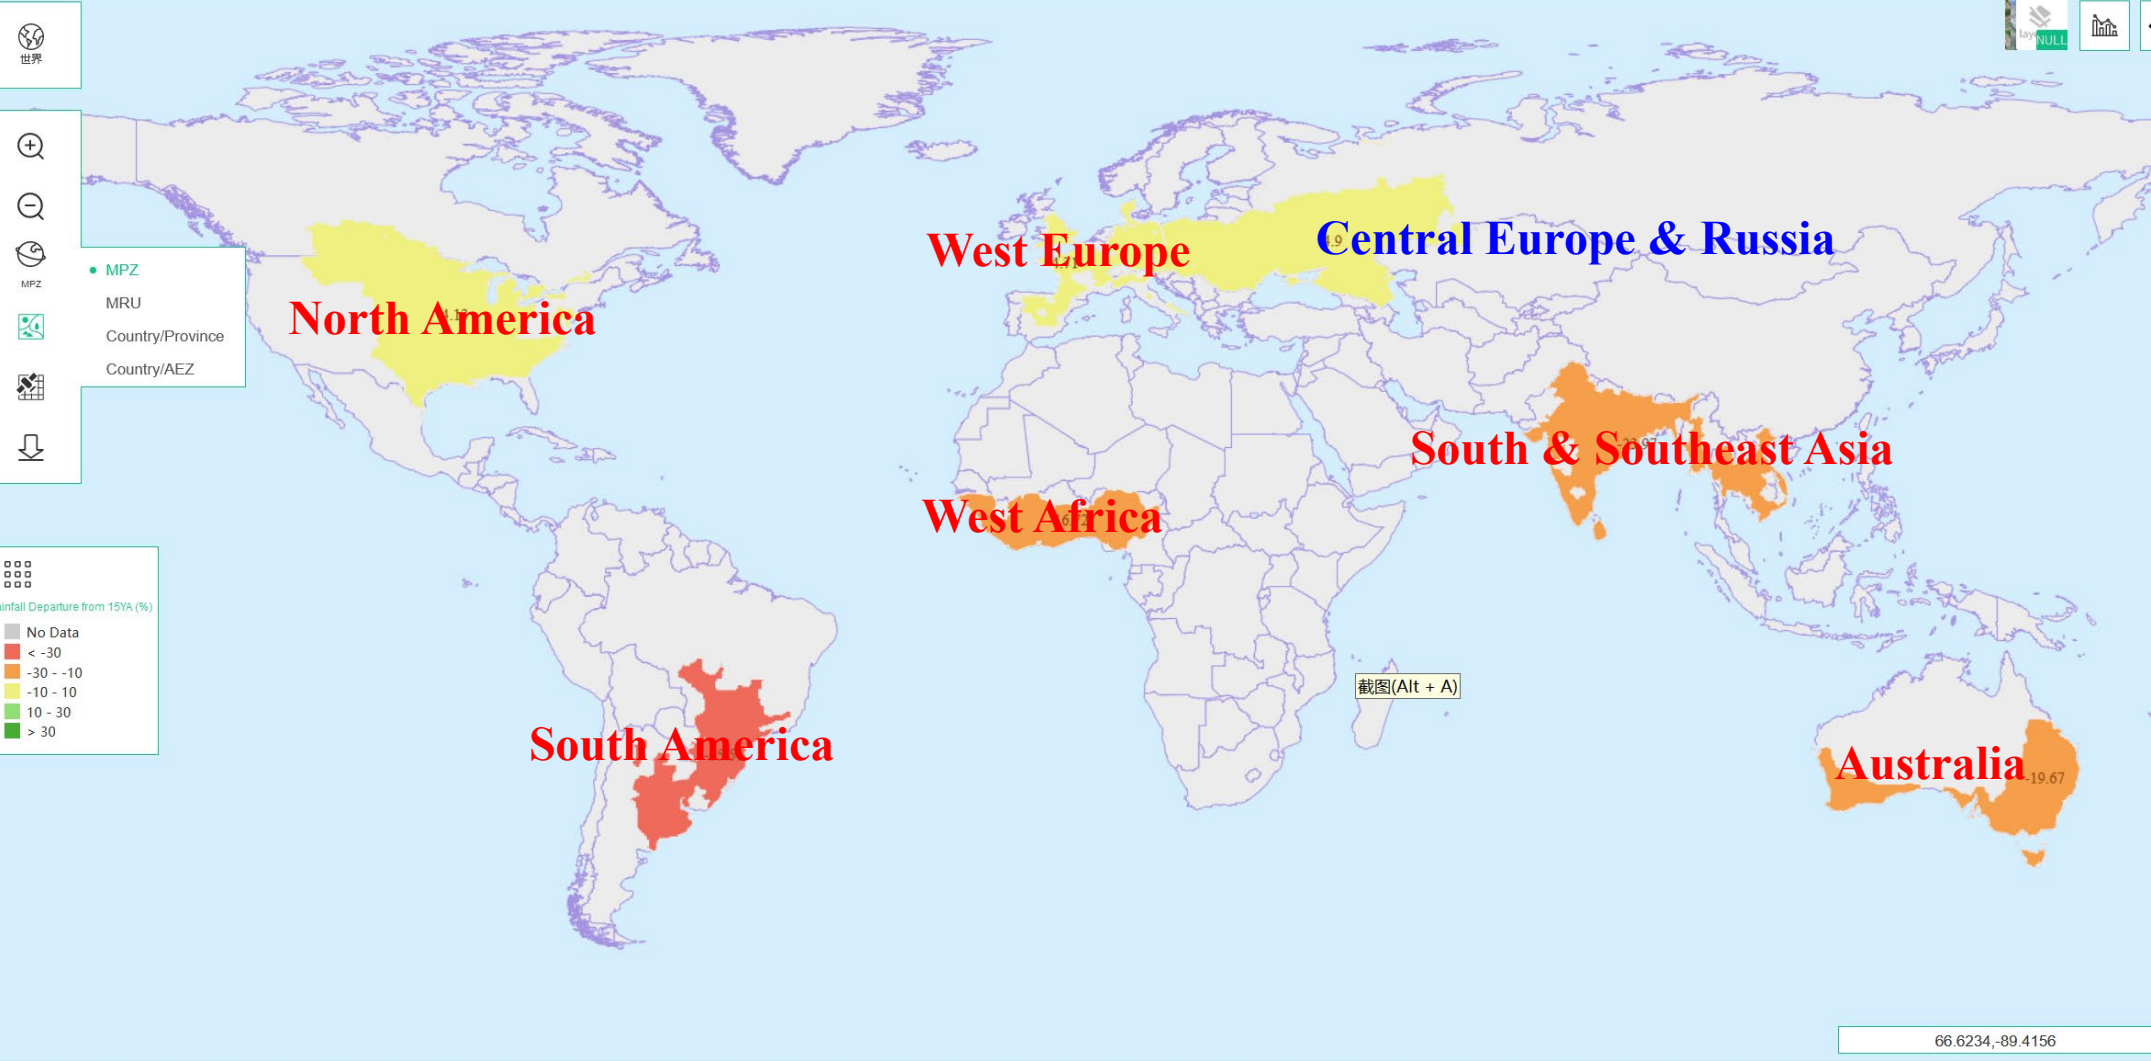 世界
NULL
MPZ
MPZ
MRU
Country/Province
Country/AEZ
West Europe
Central Europe & Russia
North America
South & Southeast Asia
West Africa
South America
Australia
-19.67
截图(Alt + A)
Departure from 15YA (%)
No Data
< -30
-30 - -10
-10 - 10
10 - 30
> 30
66.6234,-89.4156